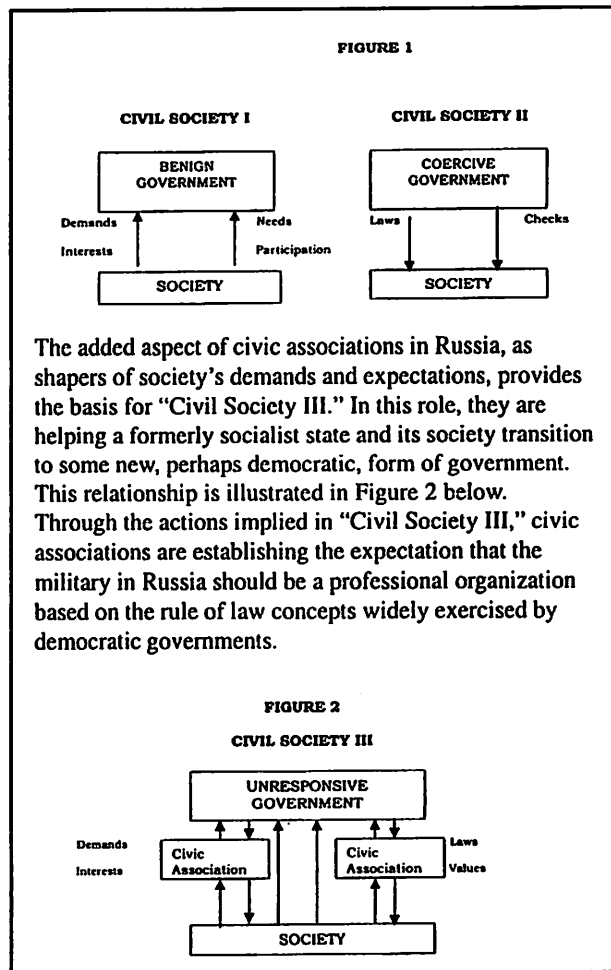 FIGURE 1
CIVIL SOCIETY I
CIVIL SOCIETY II
BENIGN
GOVERNMENT
COERCIVE
GOVERNMENT
Demands
Needs
Laws
Checks
Interests
Participation
SOCIETY
SOCIETY
The added aspect of civic associations in Russia, as
shapers of society's demands and expectations, provides
the basis for “Civil Society III.” In this role, they are
helping a formerly socialist state and its society transition
to some new, perhaps democratic, form of government.
This relationship is illustrated in Figure 2 below.
Through the actions implied in “Civil Society III,” civic
associations are establishing the expectation that the
military in Russia should be a professional organization
based on the rule of law concepts widely exercised by
democratic governments.
FIGURE 2
CIVIL SOCIETY III
UNRESPONSIVE
GOVERNMENT
Demands
Interests
Civic
Association
Civic
Association
Laws
Values
SOCIETY